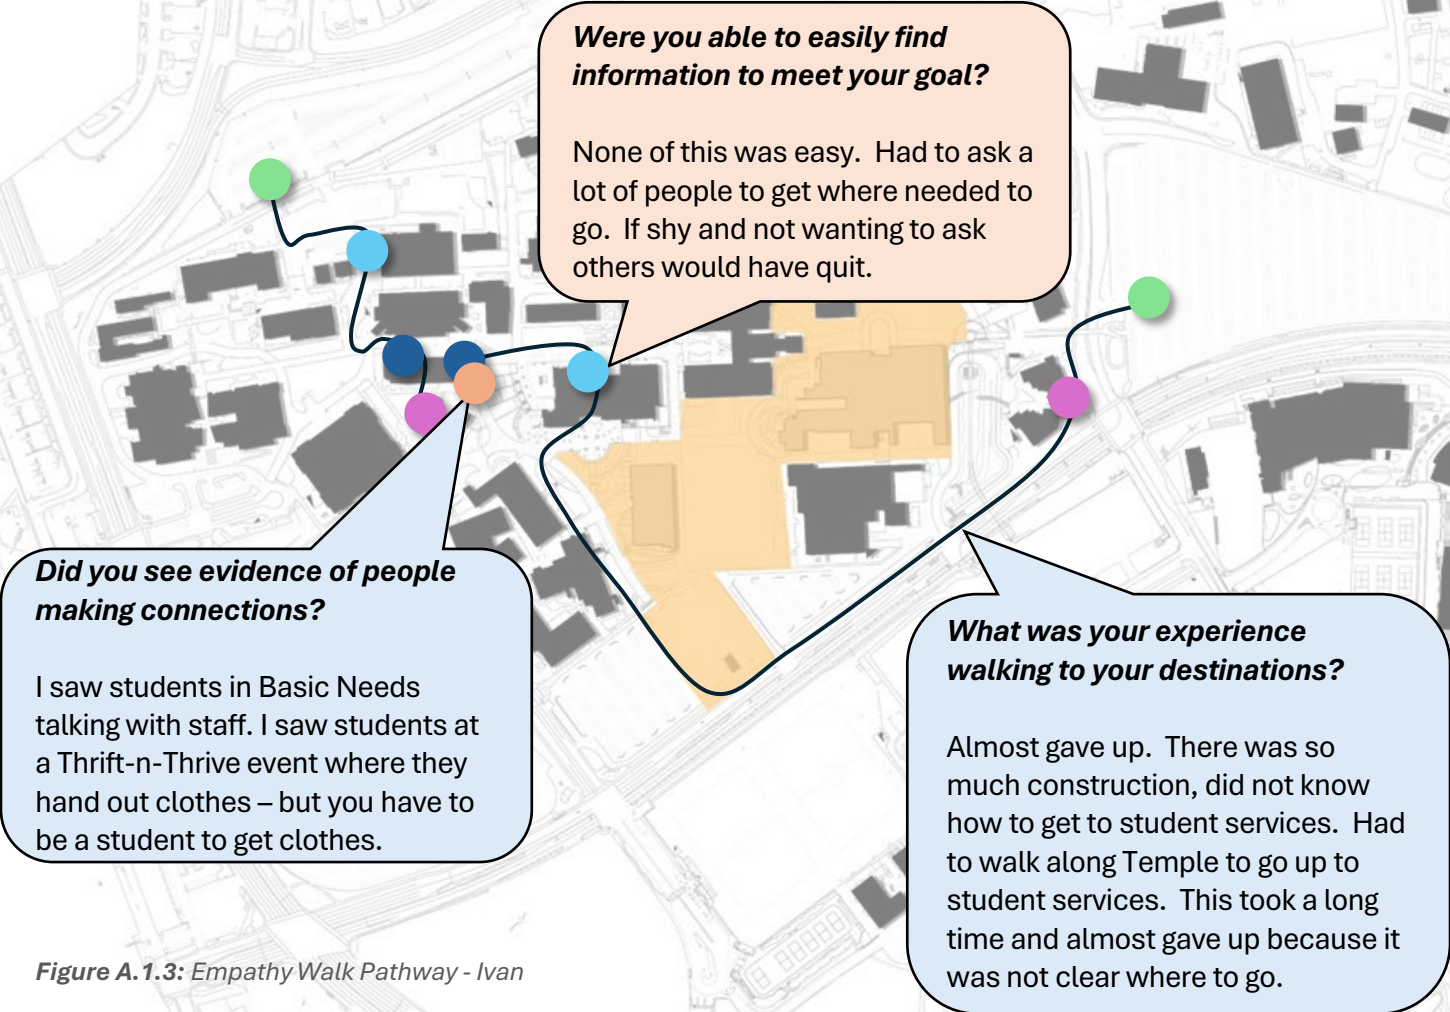 Were you able to easily find
information to meet your goal?
None of this was easy.  Had to ask a
lot of people to get where needed to
go.  If shy and not wanting to ask
others would have quit.
Did you see evidence of people
making connections?
I saw students in Basic Needs
talking with staff. I saw students at
a Thrift-n-Thrive event where they
hand out clothes – but you have to
be a student to get clothes.
What was your experience
walking to your destinations?
Almost gave up.  There was so
much construction, did not know
how to get to student services.  Had
to walk along Temple to go up to
student services.  This took a long
time and almost gave up because it
was not clear where to go.
Figure A.1.3: Empathy Walk Pathway - Ivan